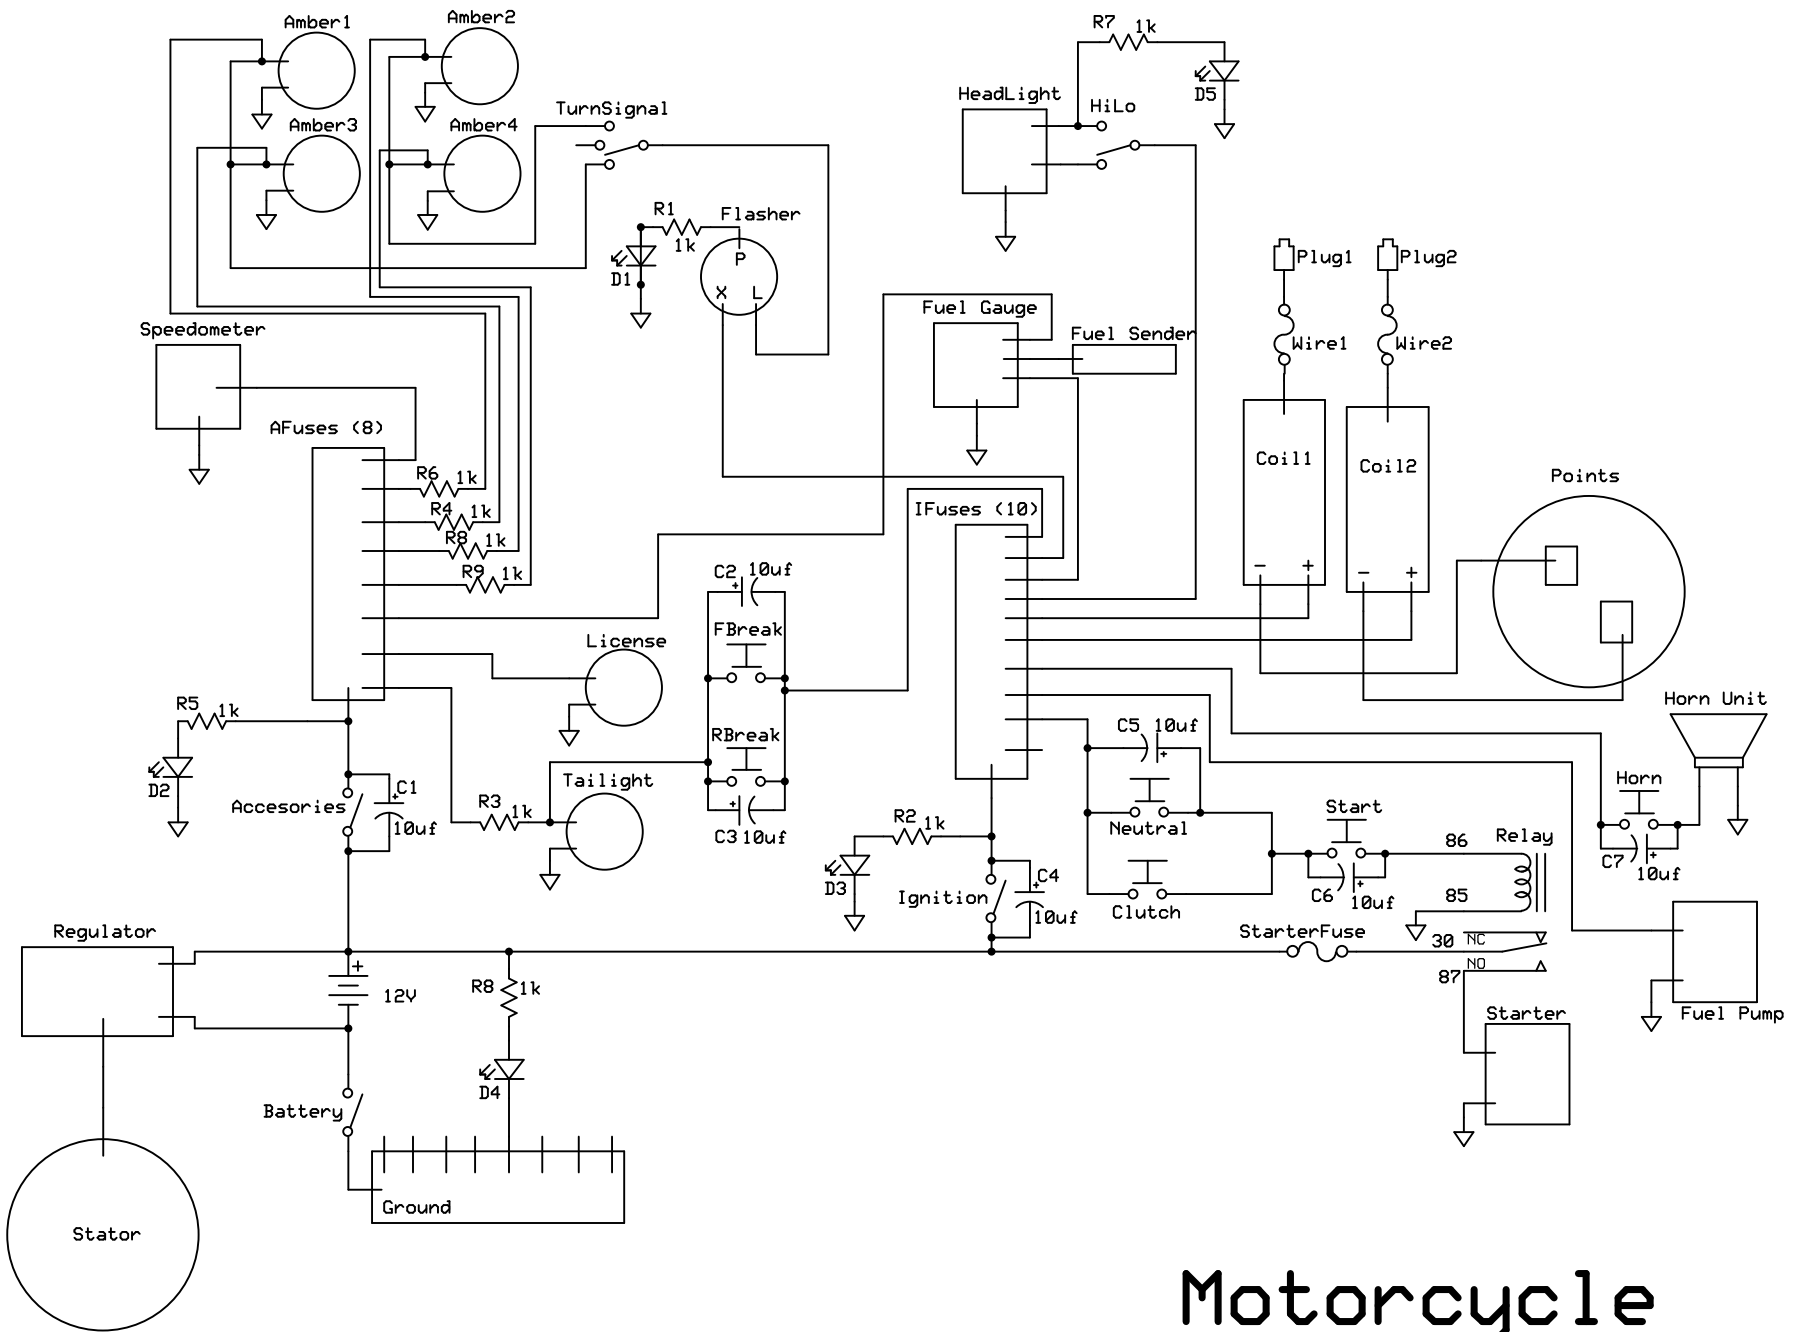 Amber1
Amber2
R7 1k
D5
HeadLight
HiLo
TurnSignal
Amber3
Amber4
R1
1k
Flasher
P
D1
X L
Plug1
Plug2
Fuel Gauge
Speedometer
Fuel Sender
Wire1
Wire2
AFuses (8)
Coil1
Coil2
Points
R6 1k
R4 1k
IFuses (10)
R8 1k
R9 1k
- +
- +
C2 10uf
FBreak
License
R5 1k
Horn Unit
RBreak
C5 10uf
+
Tailight
D2
Accesories
+ C1
10uf
R3 1k
+
C3 10uf
Horn
Start
R2 1k
Neutral
86
Relay
C7 +
10uf
D3
Ignition
+ C4
10uf
Clutch
C6 +
10uf
85
Regulator
StarterFuse
30 NC
NO
87
+
12V
R8 1k
Starter
Fuel Pump
D4
Battery
Ground
Stator
Motorcycle